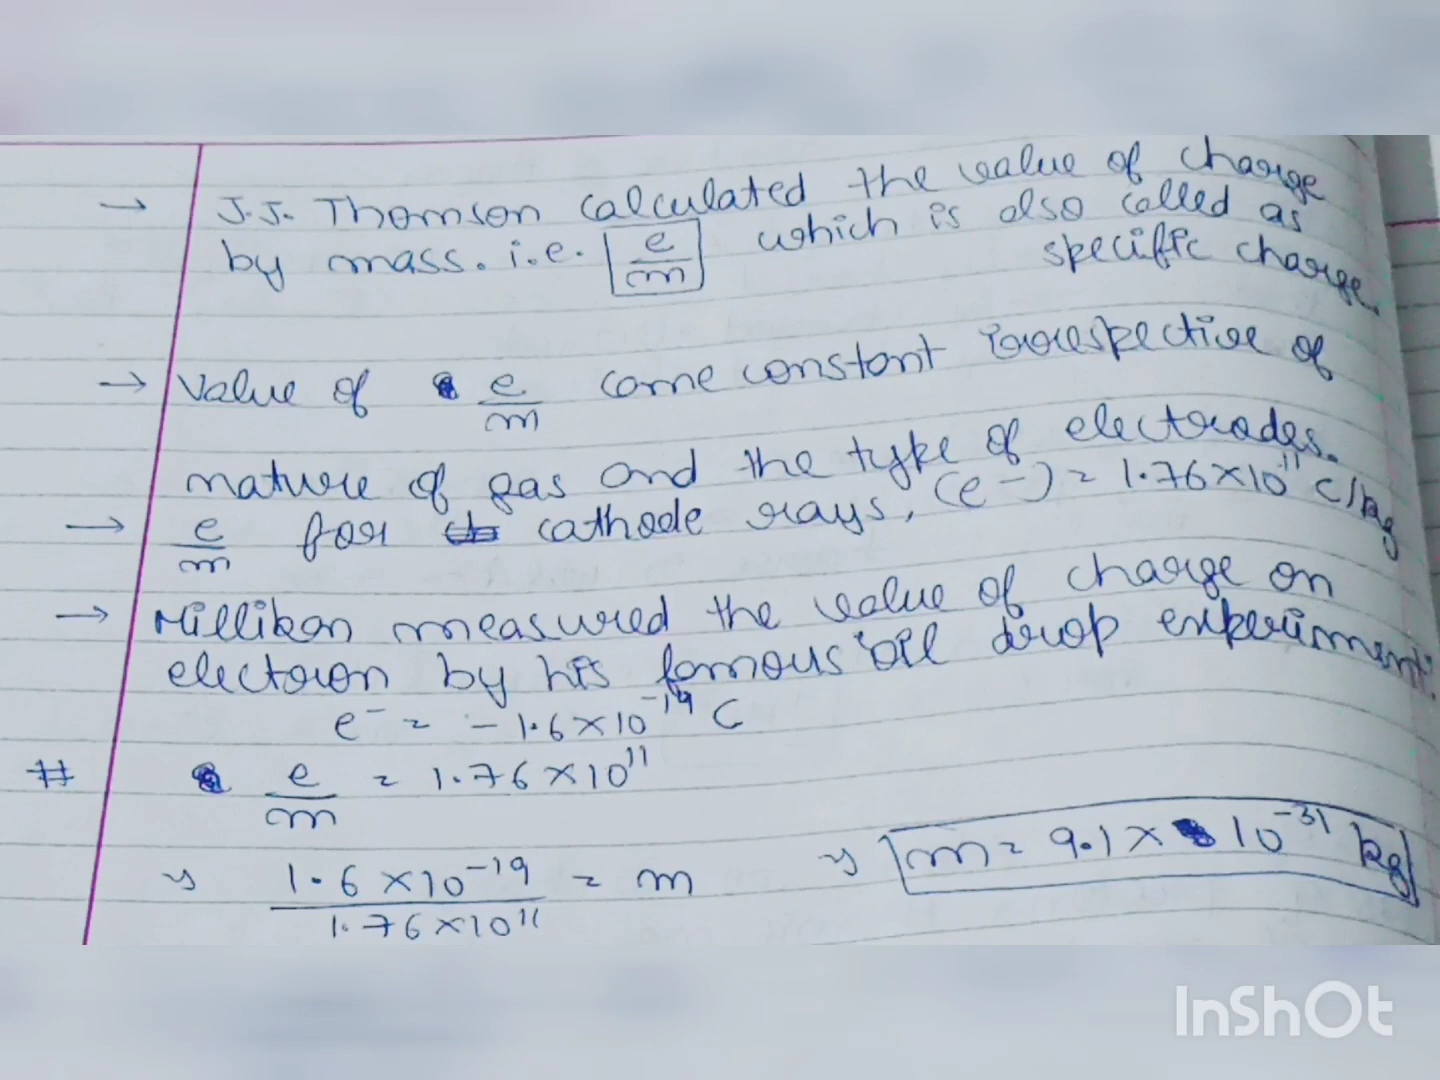 → J.J. Thomson calculated the value of charge
by mass. i.e. e/m which is also called as
specific charge.
→ Value of e/m came constant irrespective of
nature of gas and the type of electrodes.
→ e/m for cathode rays, (e-) = 1.76×10¹¹ C/kg
→ Millikan measured the value of charge on
electron by his famous oil drop experiment.
e⁻ = -1.6×10⁻¹⁹ C
# e/m = 1.76×10¹¹
⇒ 1.6×10⁻¹⁹/1.76×10¹¹ = m ⇒ m = 9.1×10⁻³¹ kg
InShOt